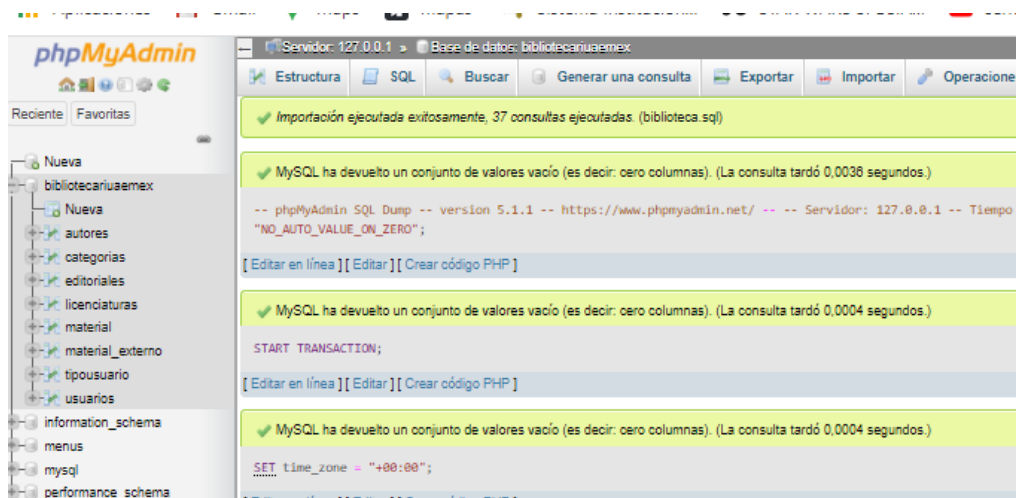 phpMyAdmin
Reciente Favoritas
Nueva
bibliotecariuaemex
Nueva
autores
categorias
editoriales
licenciaturas
material
material_externo
tipousuario
usuarios
information_schema
menus
mysql
performance_schema
Servidor: 127.0.0.1 » Base de datos: bibliotecariuaemex
Estructura SQL Buscar Generar una consulta Exportar Importar Operacione
Importación ejecutada exitosamente, 37 consultas ejecutadas. (biblioteca.sql)
MySQL ha devuelto un conjunto de valores vacío (es decir: cero columnas). (La consulta tardó 0,0036 segundos.)
-- phpMyAdmin SQL Dump -- version 5.1.1 -- https://www.phpmyadmin.net/ -- -- Servidor: 127.0.0.1 -- Tiempo
"NO_AUTO_VALUE_ON_ZERO";
[ Editar en línea ] [ Editar ] [ Crear código PHP ]
MySQL ha devuelto un conjunto de valores vacío (es decir: cero columnas). (La consulta tardó 0,0004 segundos.)
START TRANSACTION;
[ Editar en línea ] [ Editar ] [ Crear código PHP ]
MySQL ha devuelto un conjunto de valores vacío (es decir: cero columnas). (La consulta tardó 0,0004 segundos.)
SET time_zone = "+00:00";